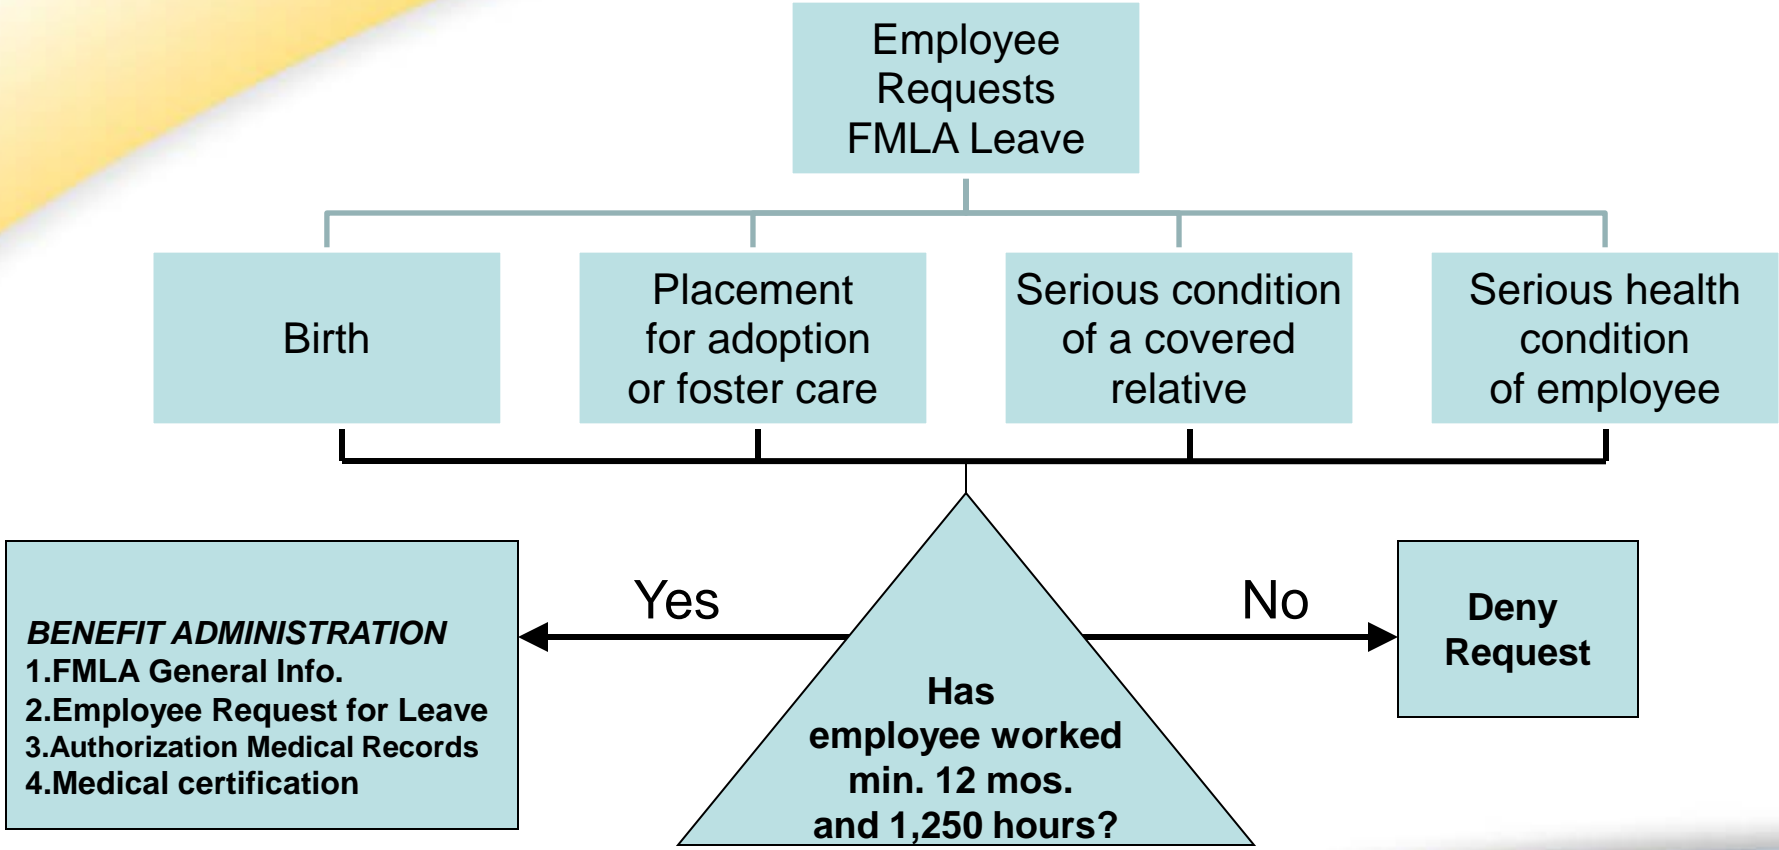 Employee
Requests
FMLA Leave
Birth
Placement
for adoption
or foster care
Serious condition
of a covered
relative
Serious health
condition
of employee
Yes
No
BENEFIT ADMINISTRATION
1.FMLA General Info.
2.Employee Request for Leave
3.Authorization Medical Records
4.Medical certification
Has
employee worked
min. 12 mos.
and 1,250 hours?
Deny
Request